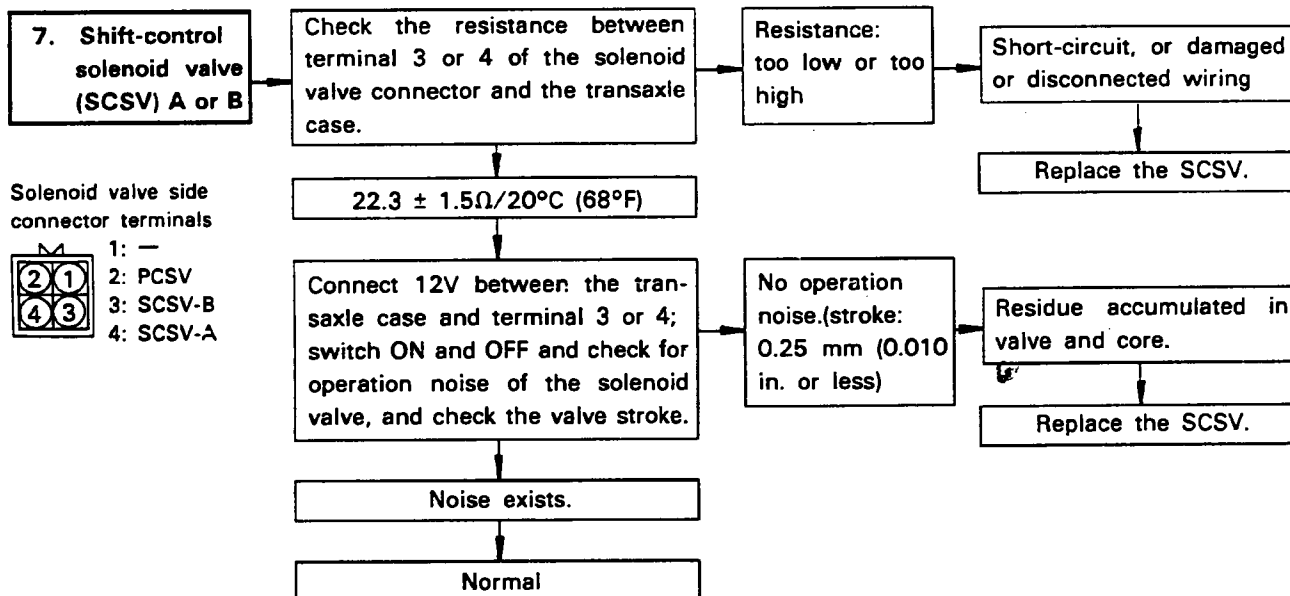 7. Shift-control
solenoid valve
(SCSV) A or B
Check the resistance between
terminal 3 or 4 of the solenoid
valve connector and the transaxle
case.
Resistance:
too low or too
high
Short-circuit, or damaged
or disconnected wiring
Replace the SCSV.
22.3 ± 1.5Ω/20°C (68°F)
Solenoid valve side
connector terminals
2 1
4 3
1: —
2: PCSV
3: SCSV-B
4: SCSV-A
Connect 12V between the tran-
saxle case and terminal 3 or 4;
switch ON and OFF and check for
operation noise of the solenoid
valve, and check the valve stroke.
No operation
noise.(stroke:
0.25 mm (0.010
in. or less)
Residue accumulated in
valve and core.
Replace the SCSV.
Noise exists.
Normal